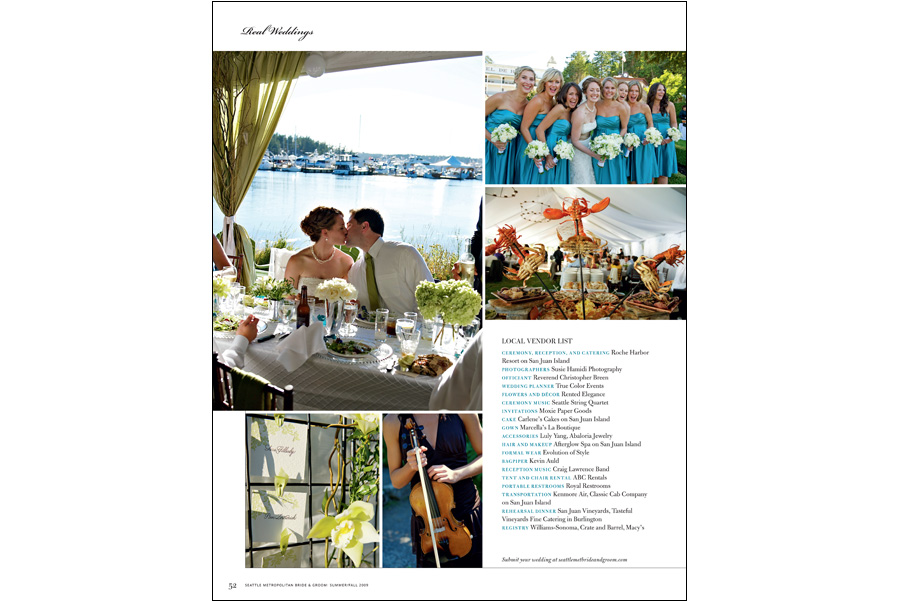 Real Weddings
LOCAL VENDOR LIST
CEREMONY, RECEPTION, AND CATERING Roche Harbor
Resort on San Juan Island
PHOTOGRAPHERS Susie Hamidi Photography
OFFICIANT Reverend Christopher Breen
WEDDING PLANNER True Color Events
FLOWERS AND DÉCOR Rented Elegance
CEREMONY MUSIC Seattle String Quartet
INVITATIONS Moxie Paper Goods
CAKE Carlene's Cakes on San Juan Island
GOWN Marcella's La Boutique
ACCESSORIES Luly Yang, Abaloria Jewelry
HAIR AND MAKEUP Afterglow Spa on San Juan Island
FORMAL WEAR Evolution of Style
BAGPIPER Kevin Auld
RECEPTION MUSIC Craig Lawrence Band
TENT AND CHAIR RENTAL ABC Rentals
PORTABLE RESTROOMS Royal Restrooms
TRANSPORTATION Kenmore Air, Classic Cab Company
on San Juan Island
REHEARSAL DINNER San Juan Vineyards, Tasteful
Vineyards Fine Catering in Burlington
REGISTRY Williams-Sonoma, Crate and Barrel, Macy's
Submit your wedding at seattlemetbrideandgroom.com
52 SEATTLE METROPOLITAN BRIDE & GROOM SUMMER/FALL 2009